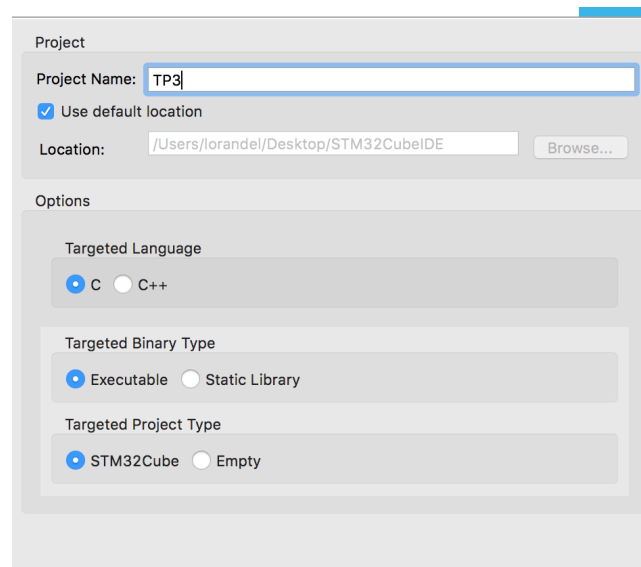 Project
Project Name: TP3
Use default location
Location: /Users/lorandel/Desktop/STM32CubeIDE Browse...
Options
Targeted Language
C C++
Targeted Binary Type
Executable Static Library
Targeted Project Type
STM32Cube Empty